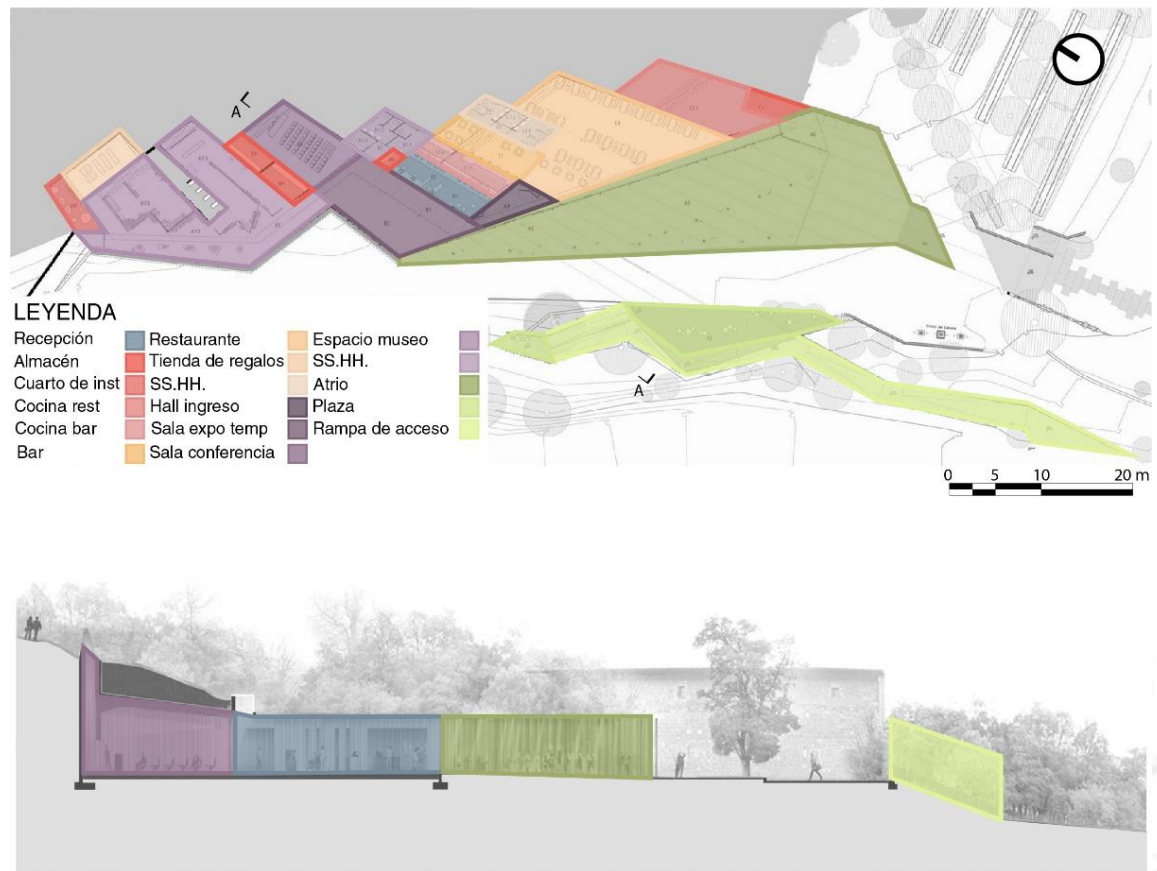 A
LEYENDA
Recepción Restaurante Espacio museo
Almacén Tienda de regalos SS.HH.
Cuarto de inst SS.HH. Atrio
Cocina rest Hall ingreso Plaza
Cocina bar Sala expo temp Rampa de acceso
Bar Sala conferencia
A
0 5 10 20 m